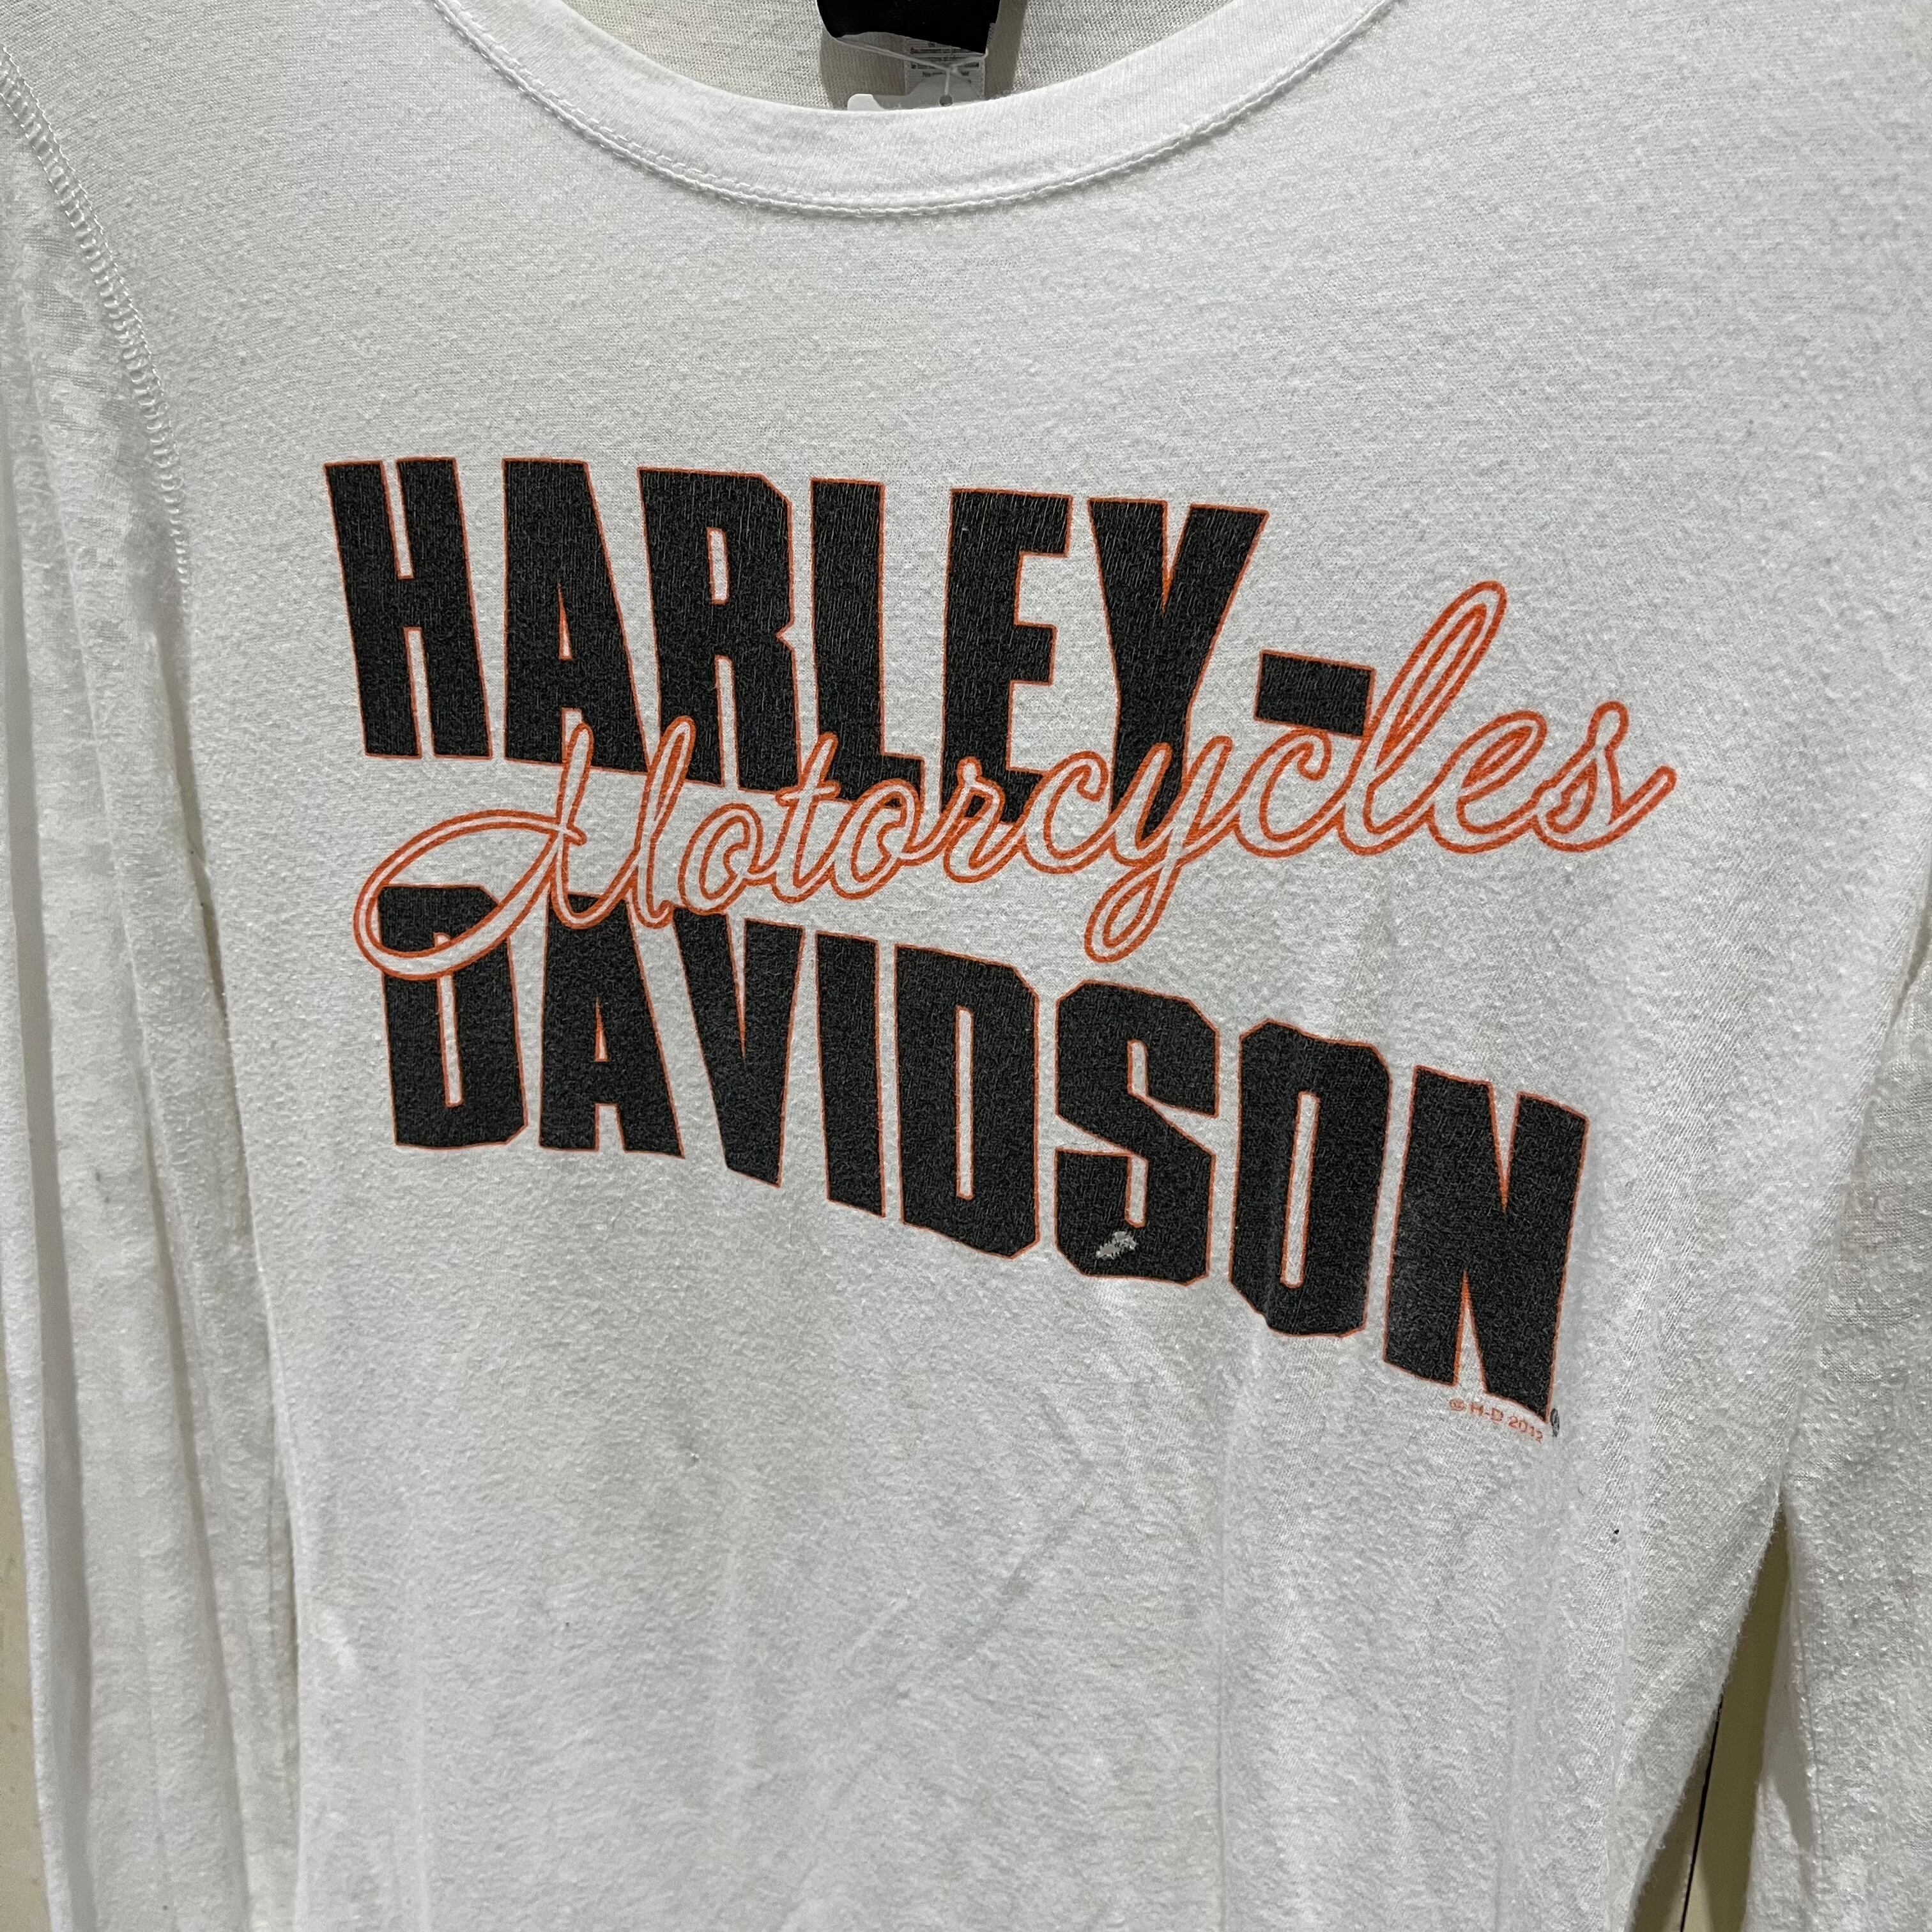 HARLEY-
Motorcycles
DAVIDSON
© H-D 2012 ®